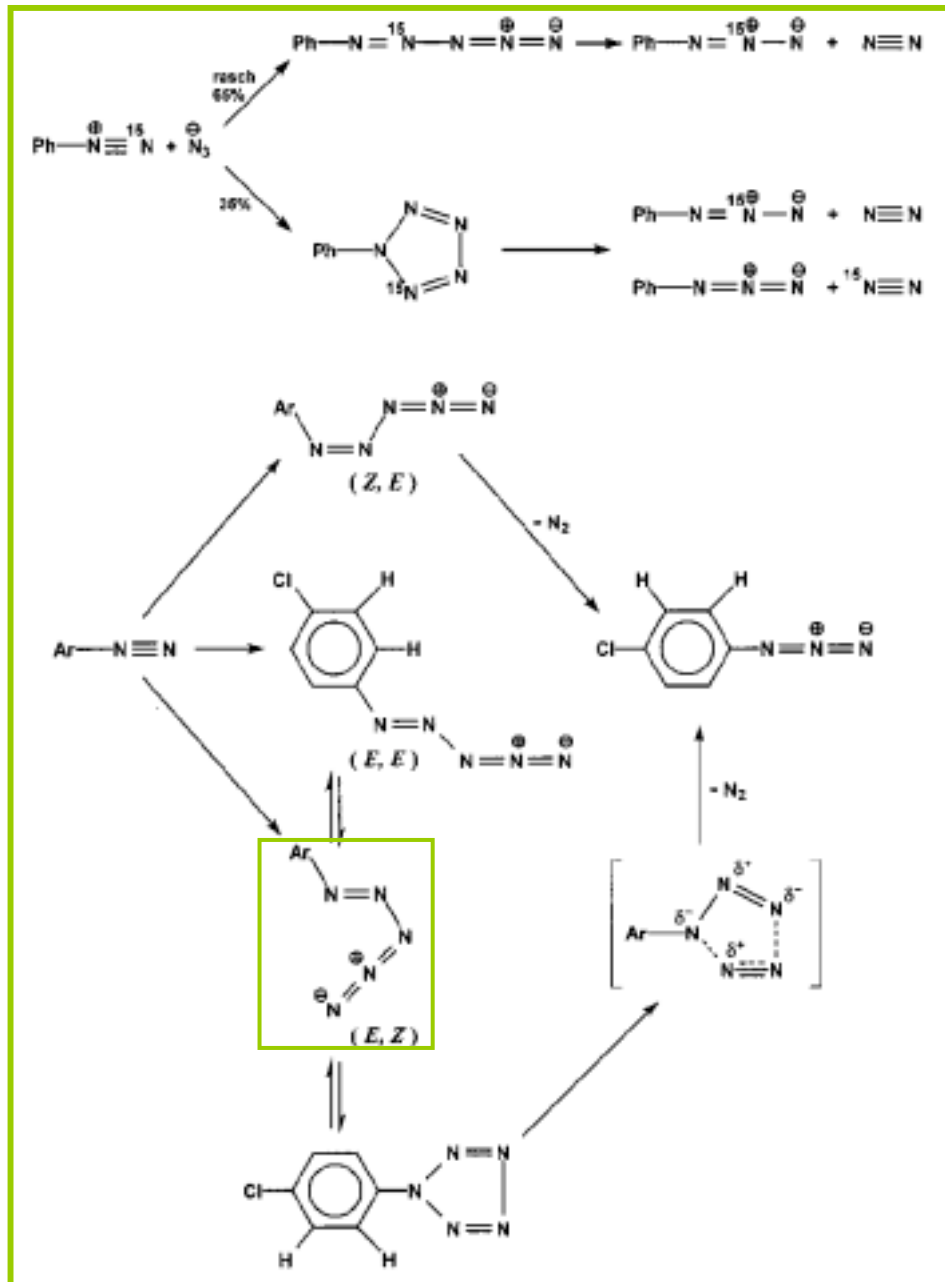 Ph—N=¹⁵N—N=N⊕=N⊖ → Ph—N=¹⁵N⊕—N⊖ + N≡N
rasch
65%
Ph—N⊕≡¹⁵N + N₃⊖
35%
Ph—N N=N N=N ¹⁵
Ph—N=¹⁵N⊕—N⊖ + N≡N
Ph—N=N⊕=N⊖ + ¹⁵N≡N
Ar N=N N=N⊕=N⊖
(Z, E)
- N₂
Cl H H
Ar—N≡N
N=N N=N⊕=N⊖
(E, E)
H H
Cl N=N⊕=N⊖
- N₂
Ar N=N N=N⊕=N⊖
(E, Z)
Ar—N δ⁻ N δ⁺ N δ⁻ N δ⁺ N
Cl N N=N N=N
H H